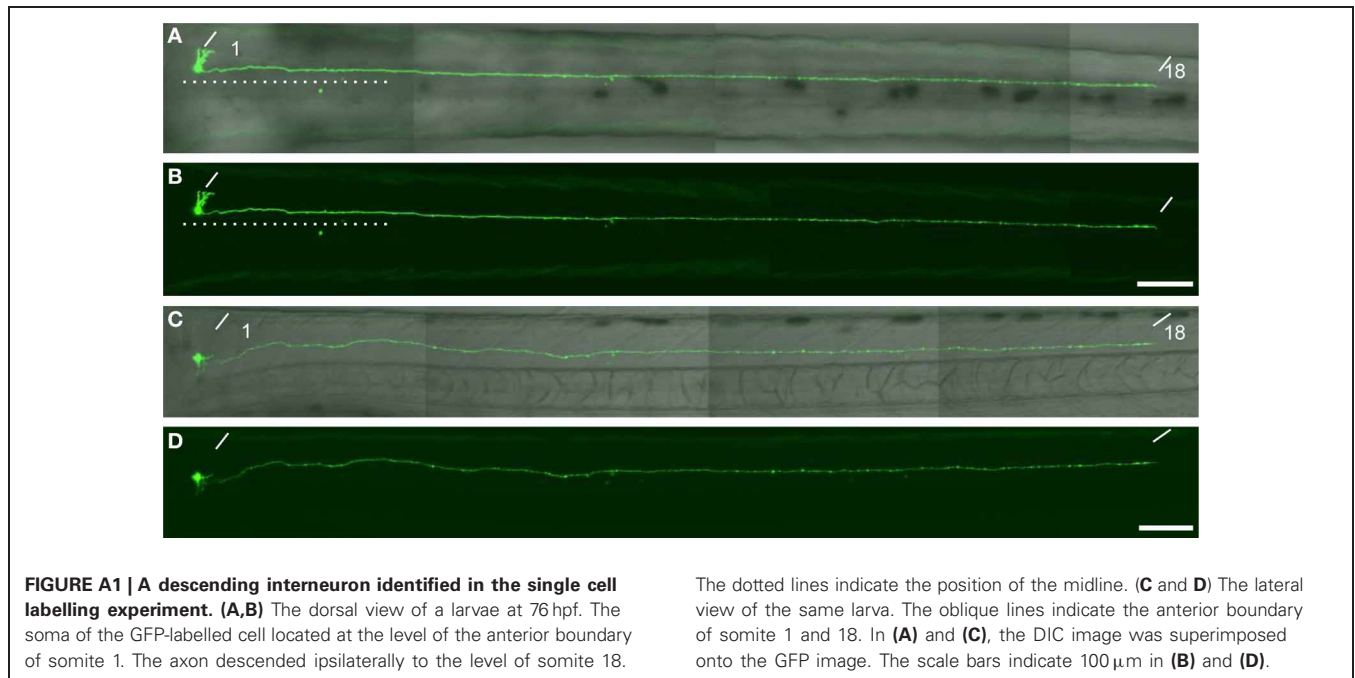 A
1
18
B
C
1
18
D
FIGURE A1 | A descending interneuron identified in the single cell
labelling experiment. (A,B) The dorsal view of a larvae at 76 hpf. The
soma of the GFP-labelled cell located at the level of the anterior boundary
of somite 1. The axon descended ipsilaterally to the level of somite 18.
The dotted lines indicate the position of the midline. (C and D) The lateral
view of the same larva. The oblique lines indicate the anterior boundary
of somite 1 and 18. In (A) and (C), the DIC image was superimposed
onto the GFP image. The scale bars indicate 100 μm in (B) and (D).